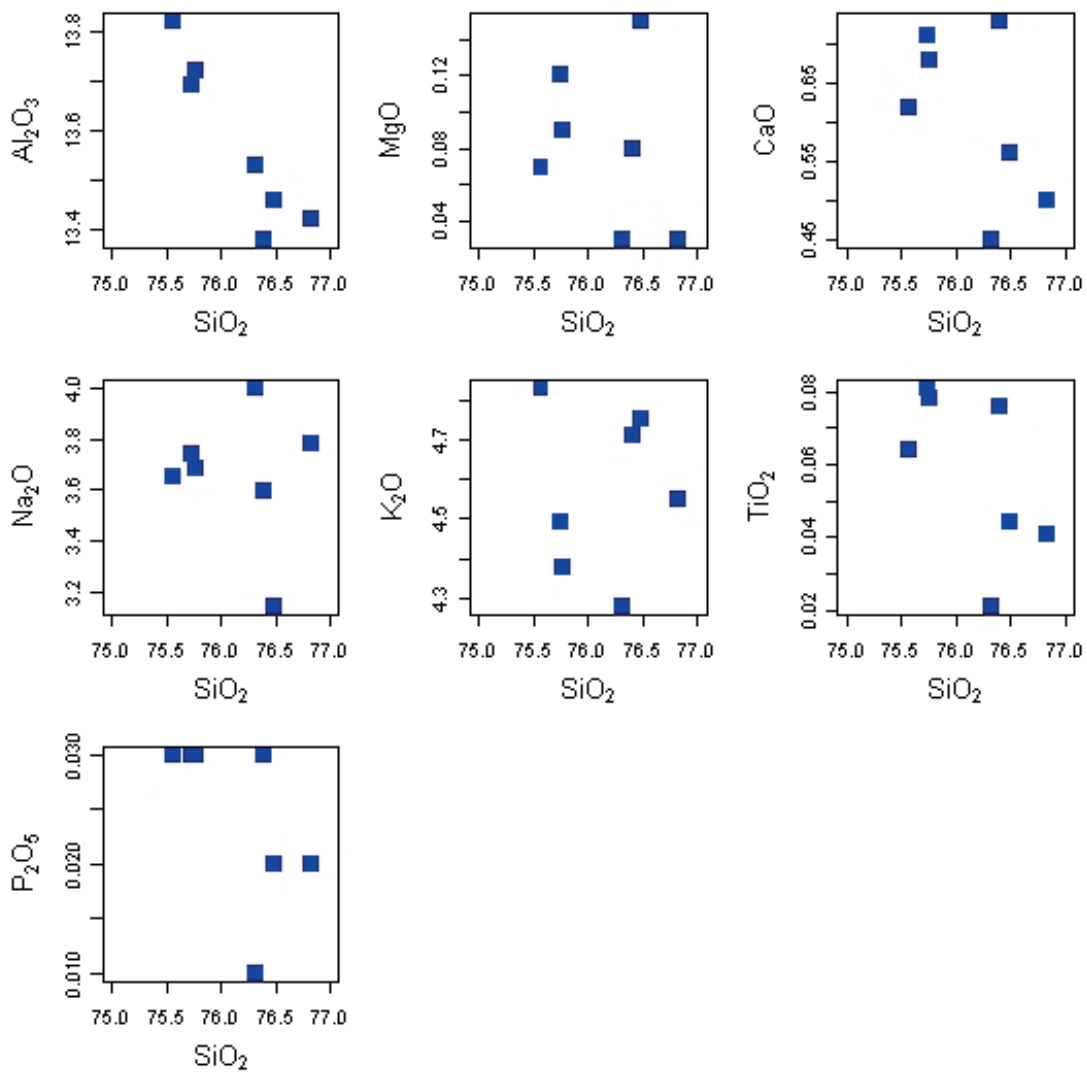 Al₂O₃
13.4 13.6 13.8
75.0 75.5 76.0 76.5 77.0
SiO₂
MgO
0.04 0.08 0.12
75.0 75.5 76.0 76.5 77.0
SiO₂
CaO
0.45 0.55 0.65
75.0 75.5 76.0 76.5 77.0
SiO₂
Na₂O
3.2 3.4 3.6 3.8 4.0
75.0 75.5 76.0 76.5 77.0
SiO₂
K₂O
4.3 4.5 4.7
75.0 75.5 76.0 76.5 77.0
SiO₂
TiO₂
0.02 0.04 0.06 0.08
75.0 75.5 76.0 76.5 77.0
SiO₂
P₂O₅
0.010 0.020 0.030
75.0 75.5 76.0 76.5 77.0
SiO₂